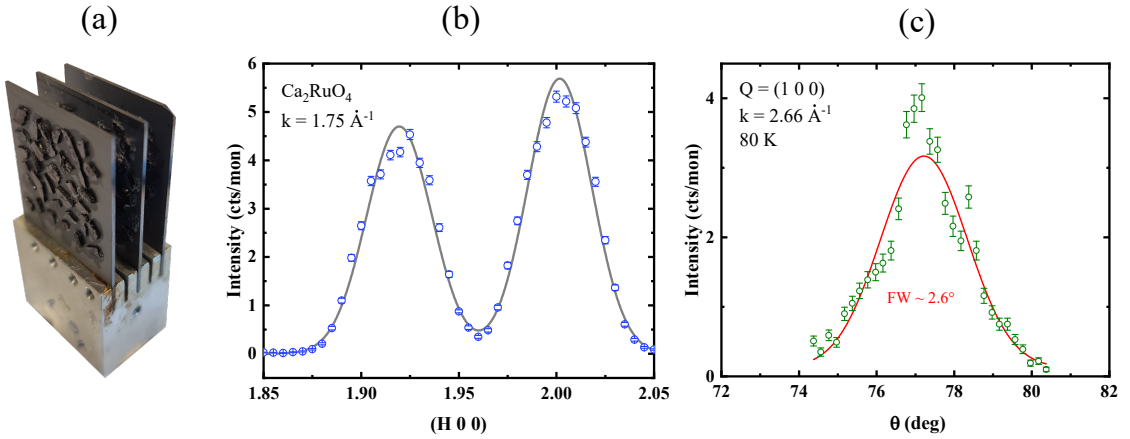 (a)
(b)
(c)
Ca₂RuO₄
k = 1.75 Å⁻¹
Intensity (cts/mon)
6
5
4
3
2
1
0
1.85
1.90
1.95
2.00
2.05
(H 0 0)
Q = (1 0 0)
k = 2.66 Å⁻¹
80 K
FW ~ 2.6°
Intensity (cts/mon)
4
2
0
72
74
76
78
80
82
θ (deg)